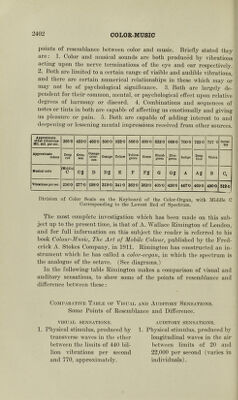 2402
COLOR-MUSIC
points of resemblance between color and music. Briefly stated they
are: 1. Color and musical sounds are both produced by vibrations
acting upon the nerve terminations of the eye and ear respectively.
2. Both are limited to a certain range of visible and audible vibrations,
and there are certain numerical relationships in these which may or
may not be of psychological significance. 3. Both are largely de-
pendent for their common, mental, or psychological effect upon relative
degrees of harmony or discord. 4. Combinations and sequences of
notes or tints in both are capable of affecting us emotionally and giving
us pleasure or pain. 5. Both are capable of adding interest to and
deepening or lessening mental impressions received from other sources.
Musical note
C C♯ D D♯ E F F♯ G G♯ A A♯ B C,
Vibrations per sec.
Division of Color Scale on the Keyboard of the Color-Organ, with Middle C
Corresponding to the Lowest Red of Spectrum.
The most complete investigation which has been made on this sub-
ject up to the present time, is that of A. Wallace Rimington of London,
and for full information on this subject the reader is referred to his
book Colour-Music, The Art of Mobile Colour, published by the Fred-
erick A. Stokes Company, in 1911. Rimington has constructed an in-
strument which he has called a color-organ, in which the spectrum is
the analogue of the octave. (See diagrams.)
In the following table Rimington makes a comparison of visual and
auditory sensations, to shew some of the points of resemblance and
difference between these:
Comparative Table of Visual and Auditory Sensations.
Some Points of Resemblance and Difference.
VISUAL SENSATIONS.
1. Physical stimulus, produced by
transverse waves in the ether
between the limits of 440 bil-
lion vibrations per second
and 770, approximately.
AUDITORY SENSATIONS.
1. Physical stimulus, produced by
longitudinal waves in the air
between limits of 20 and
22,000 per second (varies in
individuals).